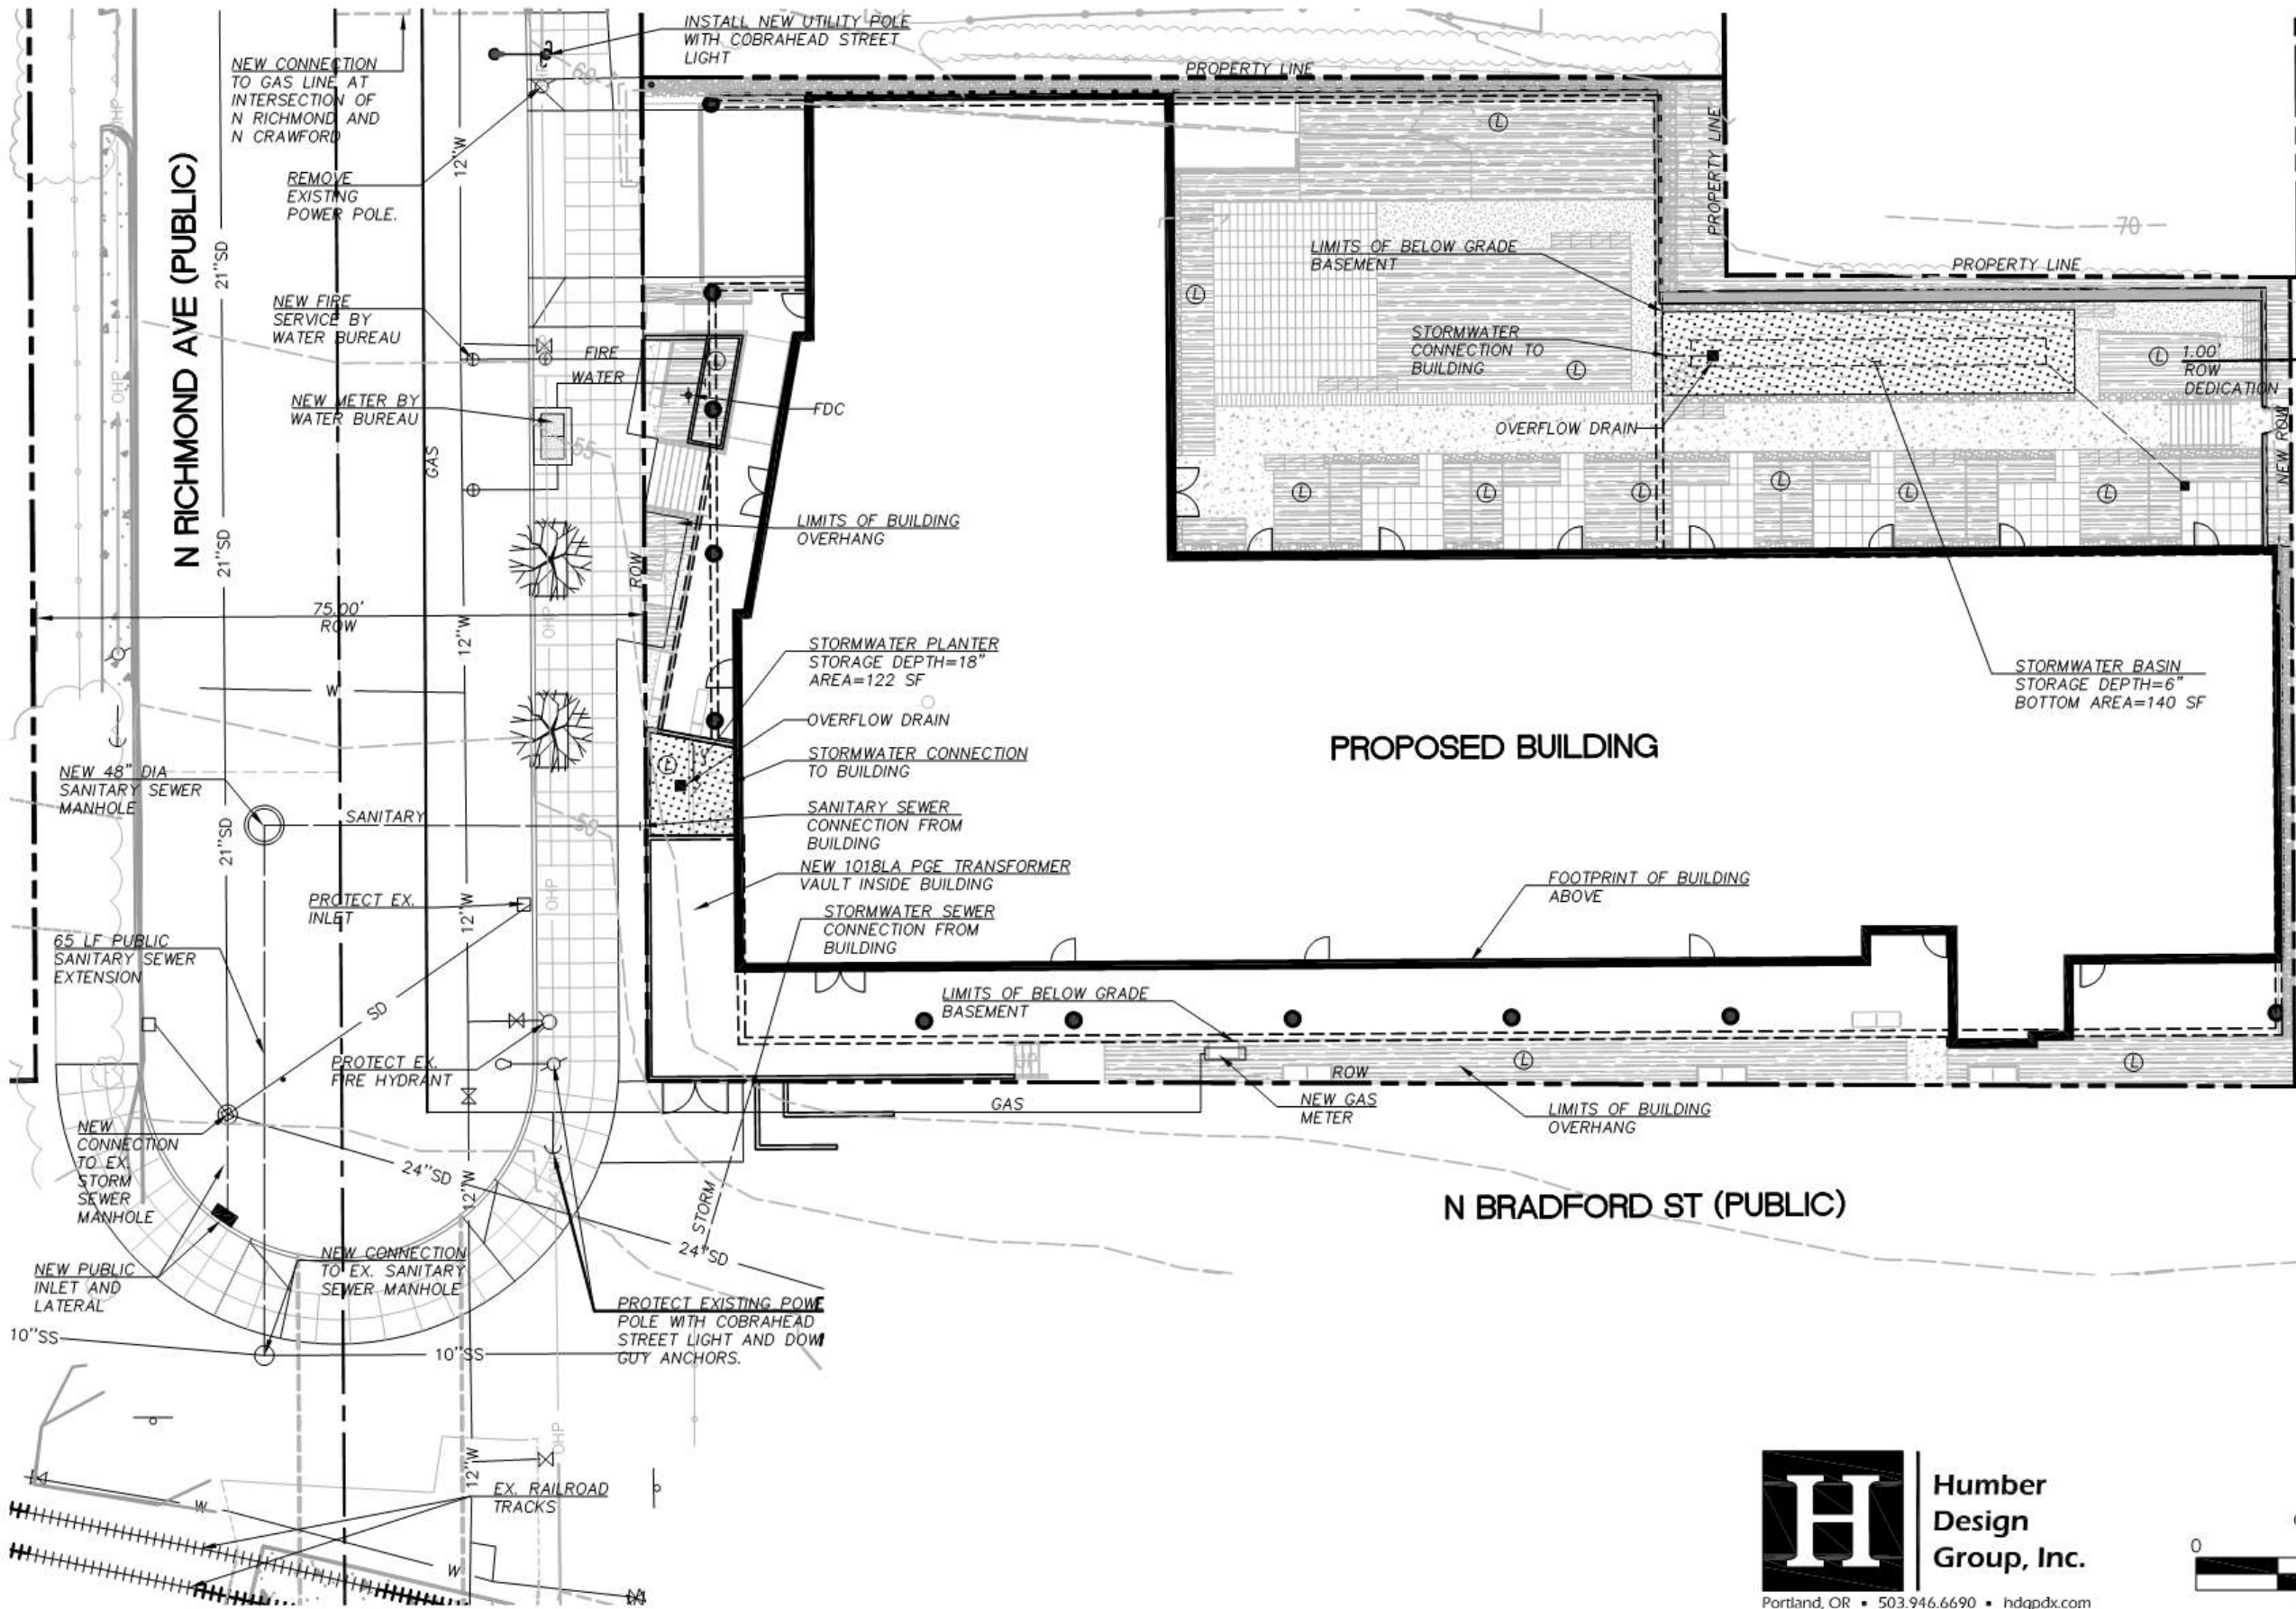 INSTALL NEW UTILITY POLE
WITH COBRAHEAD STREET
LIGHT
NEW CONNECTION
TO GAS LINE AT
INTERSECTION OF
N RICHMOND AND
N CRAWFORD
REMOVE
EXISTING
POWER POLE.
NEW FIRE
SERVICE BY
WATER BUREAU
NEW METER BY
WATER BUREAU
N RICHMOND AVE (PUBLIC)
21"SD
21"SD
21"SD
12"W
12"W
12"W
12"W
12"W
GAS
OHP
OHP
OHP
OHP
OHP
60
55
50
70
FIRE
WATER
FDC
ROW
75.00'
ROW
W
PROPERTY LINE
PROPERTY LINE
PROPERTY LINE
LIMITS OF BELOW GRADE
BASEMENT
STORMWATER
CONNECTION TO
BUILDING
OVERFLOW DRAIN
1.00'
ROW
DEDICATION
NEW ROW
L
L
L
L
L
L
L
L
L
L
L
L
L
L
LIMITS OF BUILDING
OVERHANG
STORMWATER PLANTER
STORAGE DEPTH=18"
AREA=122 SF
OVERFLOW DRAIN
STORMWATER CONNECTION
TO BUILDING
SANITARY SEWER
CONNECTION FROM
BUILDING
NEW 1018LA PGE TRANSFORMER
VAULT INSIDE BUILDING
STORMWATER SEWER
CONNECTION FROM
BUILDING
STORMWATER BASIN
STORAGE DEPTH=6"
BOTTOM AREA=140 SF
PROPOSED BUILDING
FOOTPRINT OF BUILDING
ABOVE
NEW 48" DIA
SANITARY SEWER
MANHOLE
SANITARY
PROTECT EX.
INLET
65 LF PUBLIC
SANITARY SEWER
EXTENSION
SD
PROTECT EX.
FIRE HYDRANT
LIMITS OF BELOW GRADE
BASEMENT
GAS
ROW
NEW GAS
METER
LIMITS OF BUILDING
OVERHANG
NEW
CONNECTION
TO EX.
STORM
SEWER
MANHOLE
24"SD
STORM
24"SD
N BRADFORD ST (PUBLIC)
NEW PUBLIC
INLET AND
LATERAL
NEW CONNECTION
TO EX. SANITARY
SEWER MANHOLE
PROTECT EXISTING POWE
POLE WITH COBRAHEAD
STREET LIGHT AND DOW
GUY ANCHORS.
10"SS
10"SS
EX. RAILROAD
TRACKS
W
W
H
Humber
Design
Group, Inc.
Portland, OR ▪ 503.946.6690 ▪ hdgpdx.com
0